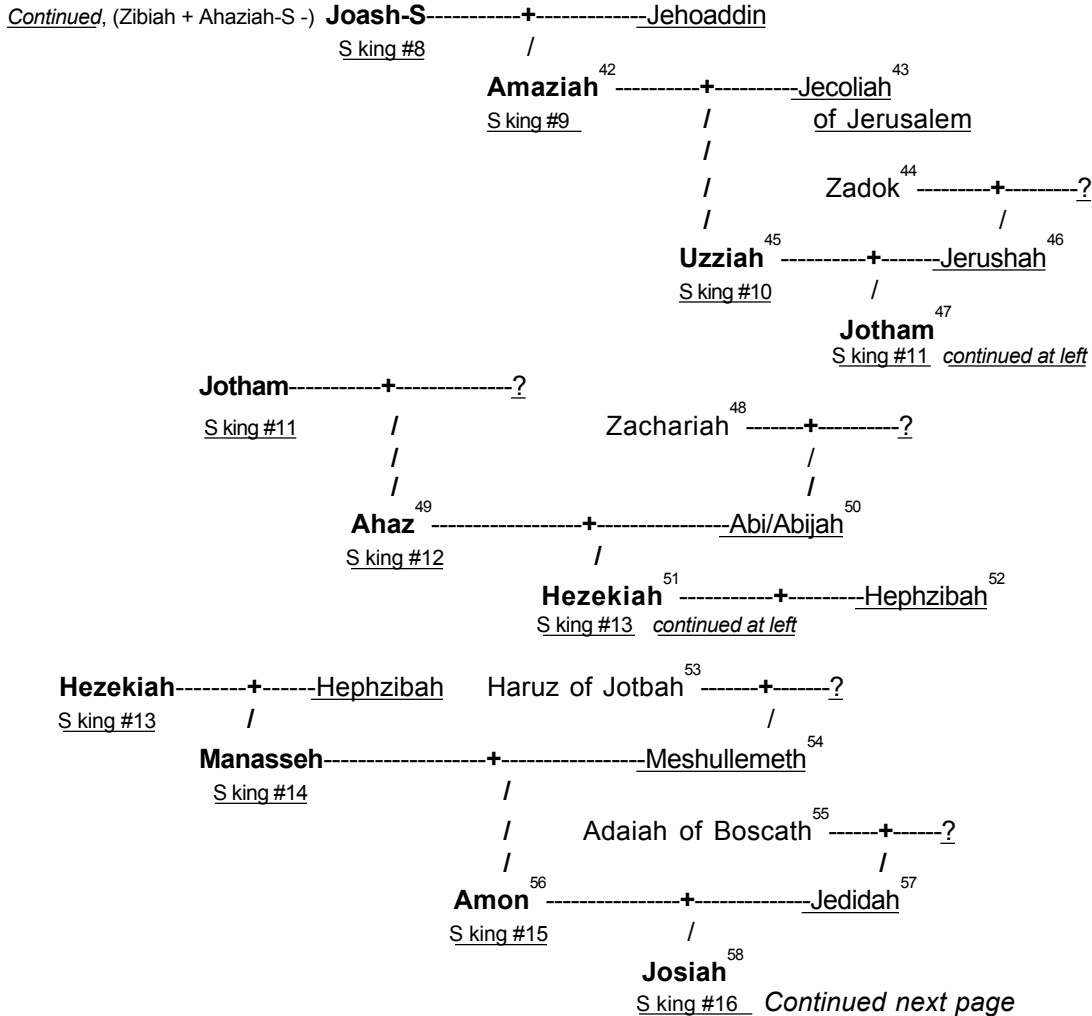 Continued, (Zibiah + Ahaziah-S -) Joash-S-----------+-------------Jehoaddin
S king #8 /
Amaziah42 ----------+----------Jecoliah43
S king #9 / of Jerusalem
/
/ Zadok44 ---------+---------?
/ /
Uzziah45 ----------+-------Jerushah46
S king #10 /
Jotham47
S king #11 continued at left
Jotham-----------+--------------?
S king #11 / Zachariah48 -------+----------?
/ /
/ /
Ahaz49 ------------------+----------------Abi/Abijah50
S king #12 /
Hezekiah51 -----------+---------Hephzibah52
S king #13 continued at left
Hezekiah--------+------Hephzibah Haruz of Jotbah53 -------+-------?
S king #13 / /
Manasseh-------------------+-----------------Meshullemeth54
S king #14 /
/ Adaiah of Boscath55 ------+------?
/ /
Amon56 ----------------+--------------Jedidah57
S king #15 /
Josiah58
S king #16 Continued next page